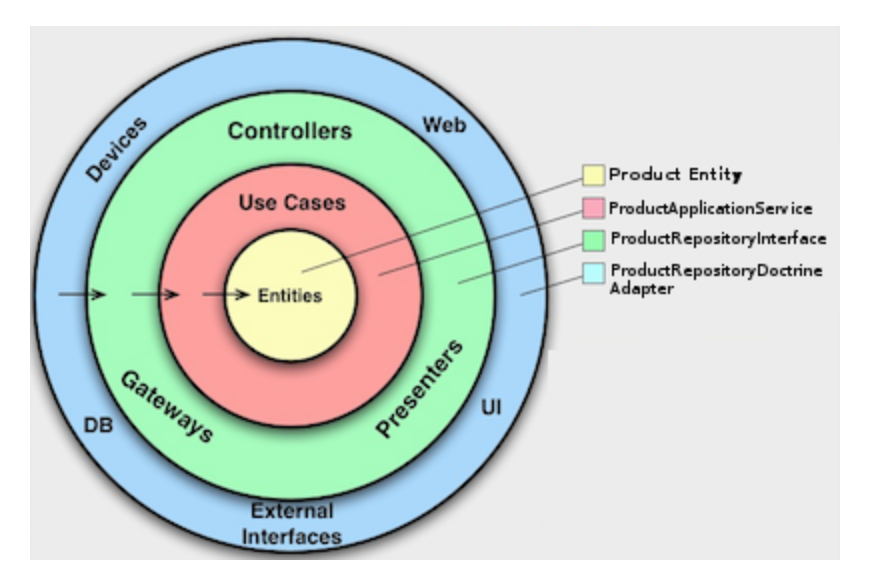 Devices
Controllers
Web
Use Cases
Entities
Gateways
Presenters
DB
UI
External
Interfaces
Product Entity
ProductApplicationService
ProductRepositoryInterface
ProductRepositoryDoctrine
Adapter